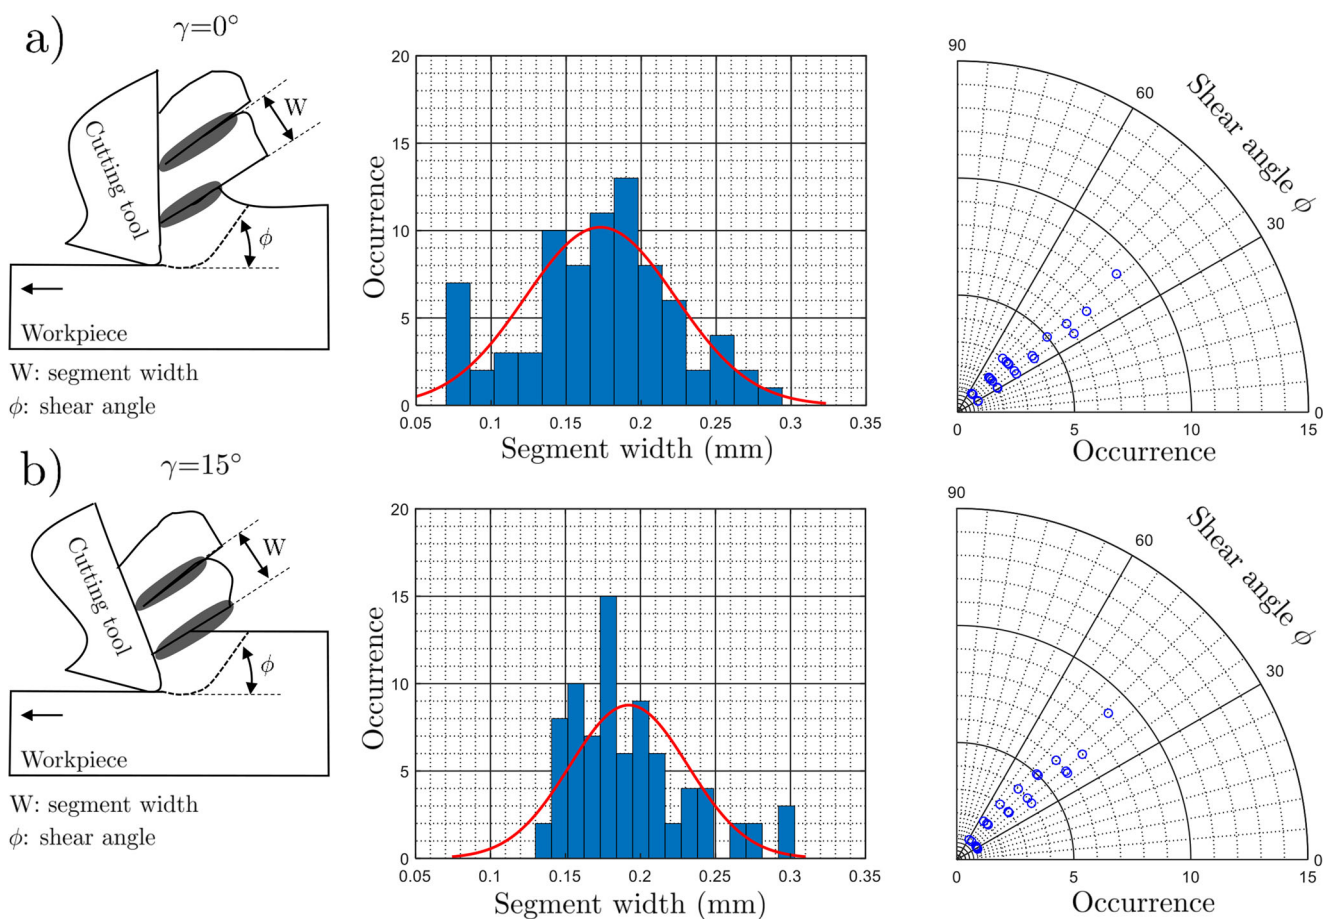 a)
γ=0°
Cutting tool
W
ϕ
Workpiece
W: segment width
ϕ: shear angle
20
15
10
5
0
Occurrence
0.05
0.1
0.15
0.2
0.25
0.3
0.35
Segment width (mm)
90
60
30
0
Shear angle ϕ
0
5
10
15
Occurrence
b)
γ=15°
Cutting tool
W
ϕ
Workpiece
W: segment width
ϕ: shear angle
20
15
10
5
0
Occurrence
0.05
0.1
0.15
0.2
0.25
0.3
0.35
Segment width (mm)
90
60
30
0
Shear angle ϕ
0
5
10
15
Occurrence